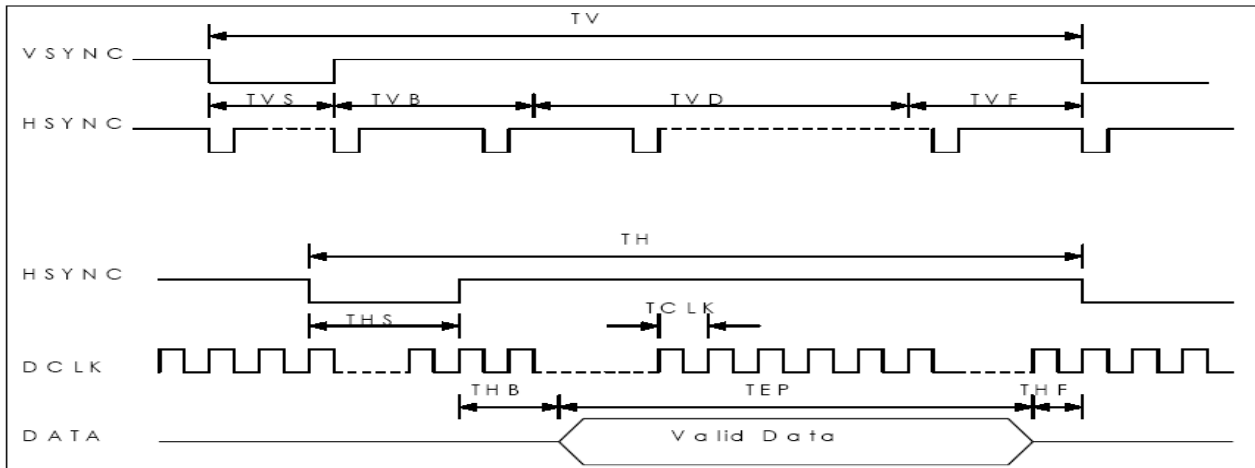 TV
VSYNC
TVS TVB TVD TVF
HSYNC
TH
HSYNC
THS TCLK
DCLK
THB TEP THF
DATA Valid Data